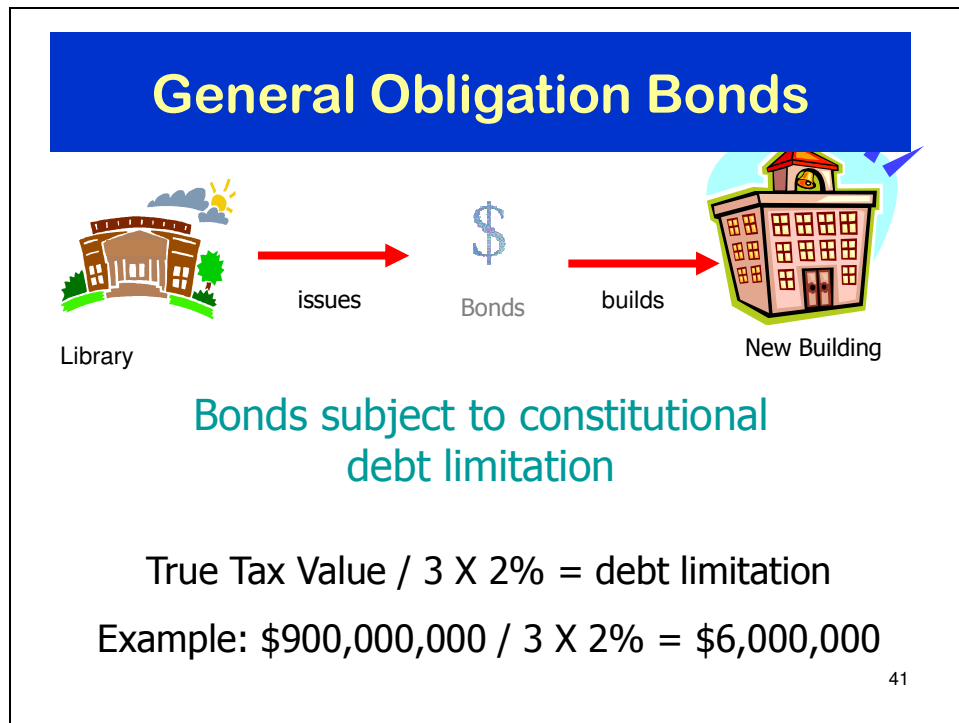 General Obligation Bonds
$
issues
Bonds
builds
Library
New Building
Bonds subject to constitutional
debt limitation
True Tax Value / 3 X 2% = debt limitation
Example: $900,000,000 / 3 X 2% = $6,000,000
41